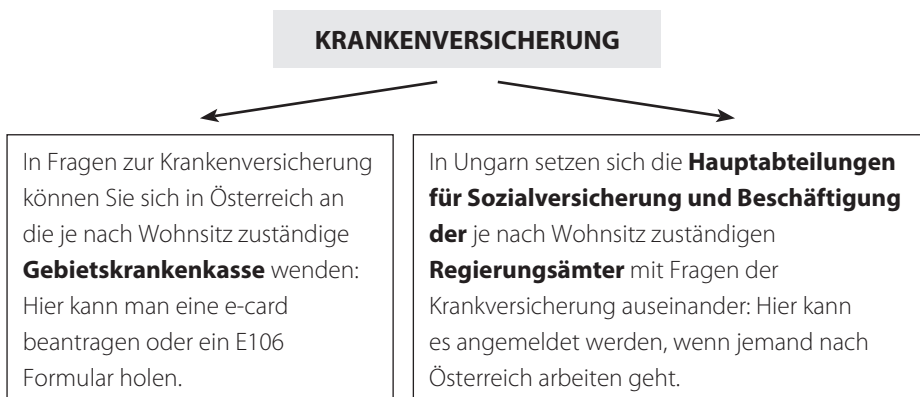 KRANKENVERSICHERUNG
In Fragen zur Krankenversicherung
können Sie sich in Österreich an
die je nach Wohnsitz zuständige
Gebietskrankenkasse wenden:
Hier kann man eine e-card
beantragen oder ein E106
Formular holen.
In Ungarn setzen sich die Hauptabteilungen
für Sozialversicherung und Beschäftigung
der je nach Wohnsitz zuständigen
Regierungsämter mit Fragen der
Krankversicherung auseinander: Hier kann
es angemeldet werden, wenn jemand nach
Österreich arbeiten geht.